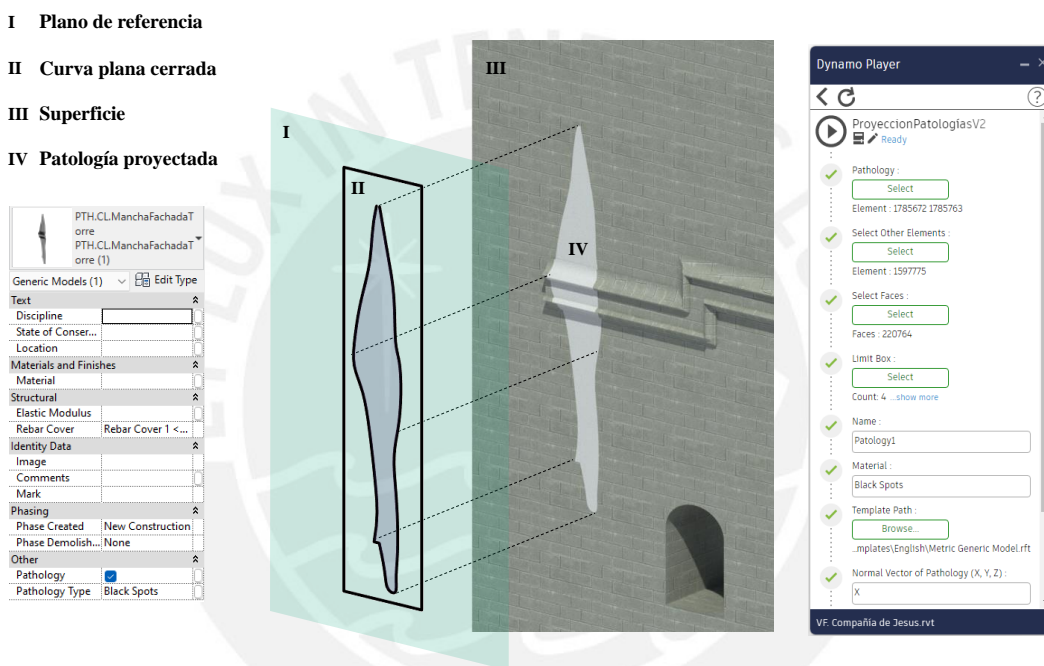 I Plano de referencia
II Curva plana cerrada
III Superficie
IV Patología proyectada
PTH.CL.ManchaFachadaT
orre
PTH.CL.ManchaFachadaT
orre (1)
Generic Models (1)
Edit Type
Text
Discipline
State of Conser...
Location
Materials and Finishes
Material
Structural
Elastic Modulus
Rebar Cover Rebar Cover 1 <...
Identity Data
Image
Comments
Mark
Phasing
Phase Created New Construction
Phase Demolish... None
Other
Pathology
Pathology Type Black Spots
I
II
III
IV
Dynamo Player
ProyeccionPatologiasV2
Ready
Pathology :
Select
Element : 1785672 1785763
Select Other Elements :
Select
Element : 1597775
Select Faces :
Select
Faces : 220764
Limit Box :
Select
Count: 4 ...show more
Name :
Patology1
Material :
Black Spots
Template Path :
Browse...
...mplates\English\Metric Generic Model.rft
Normal Vector of Pathology (X, Y, Z) :
X
VF. Compañia de Jesus.rvt